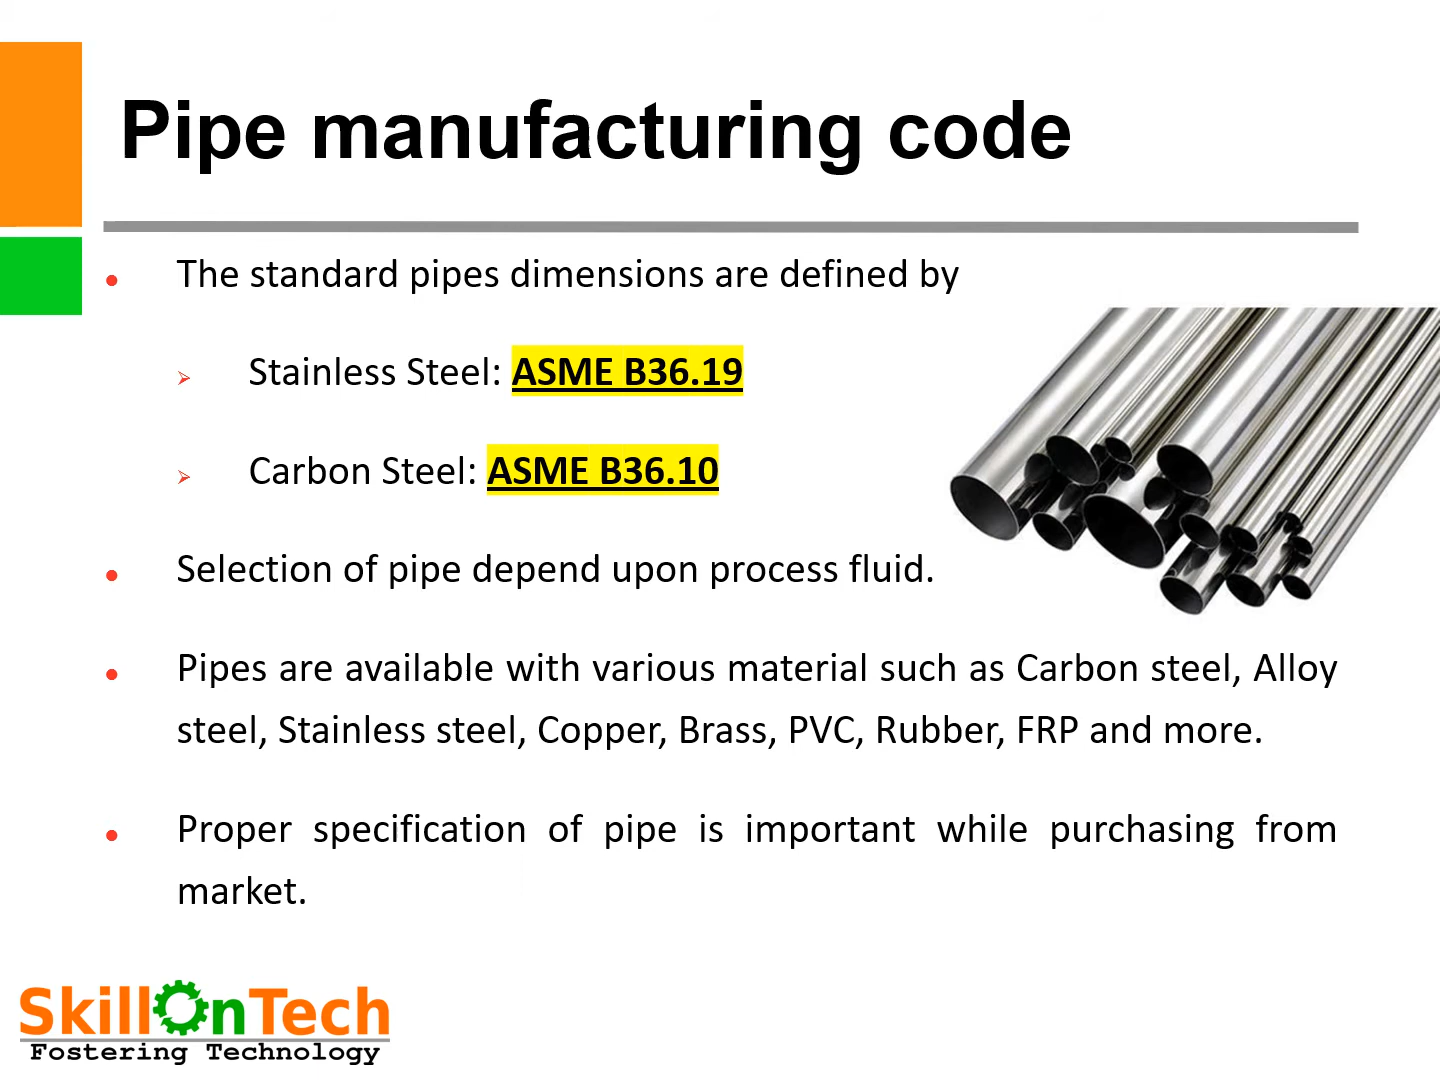 Pipe manufacturing code
The standard pipes dimensions are defined by
Stainless Steel: ASME B36.19
Carbon Steel: ASME B36.10
Selection of pipe depend upon process fluid.
Pipes are available with various material such as Carbon steel, Alloy
steel, Stainless steel, Copper, Brass, PVC, Rubber, FRP and more.
Proper specification of pipe is important while purchasing from
market.
SkillOnTech
Fostering Technology